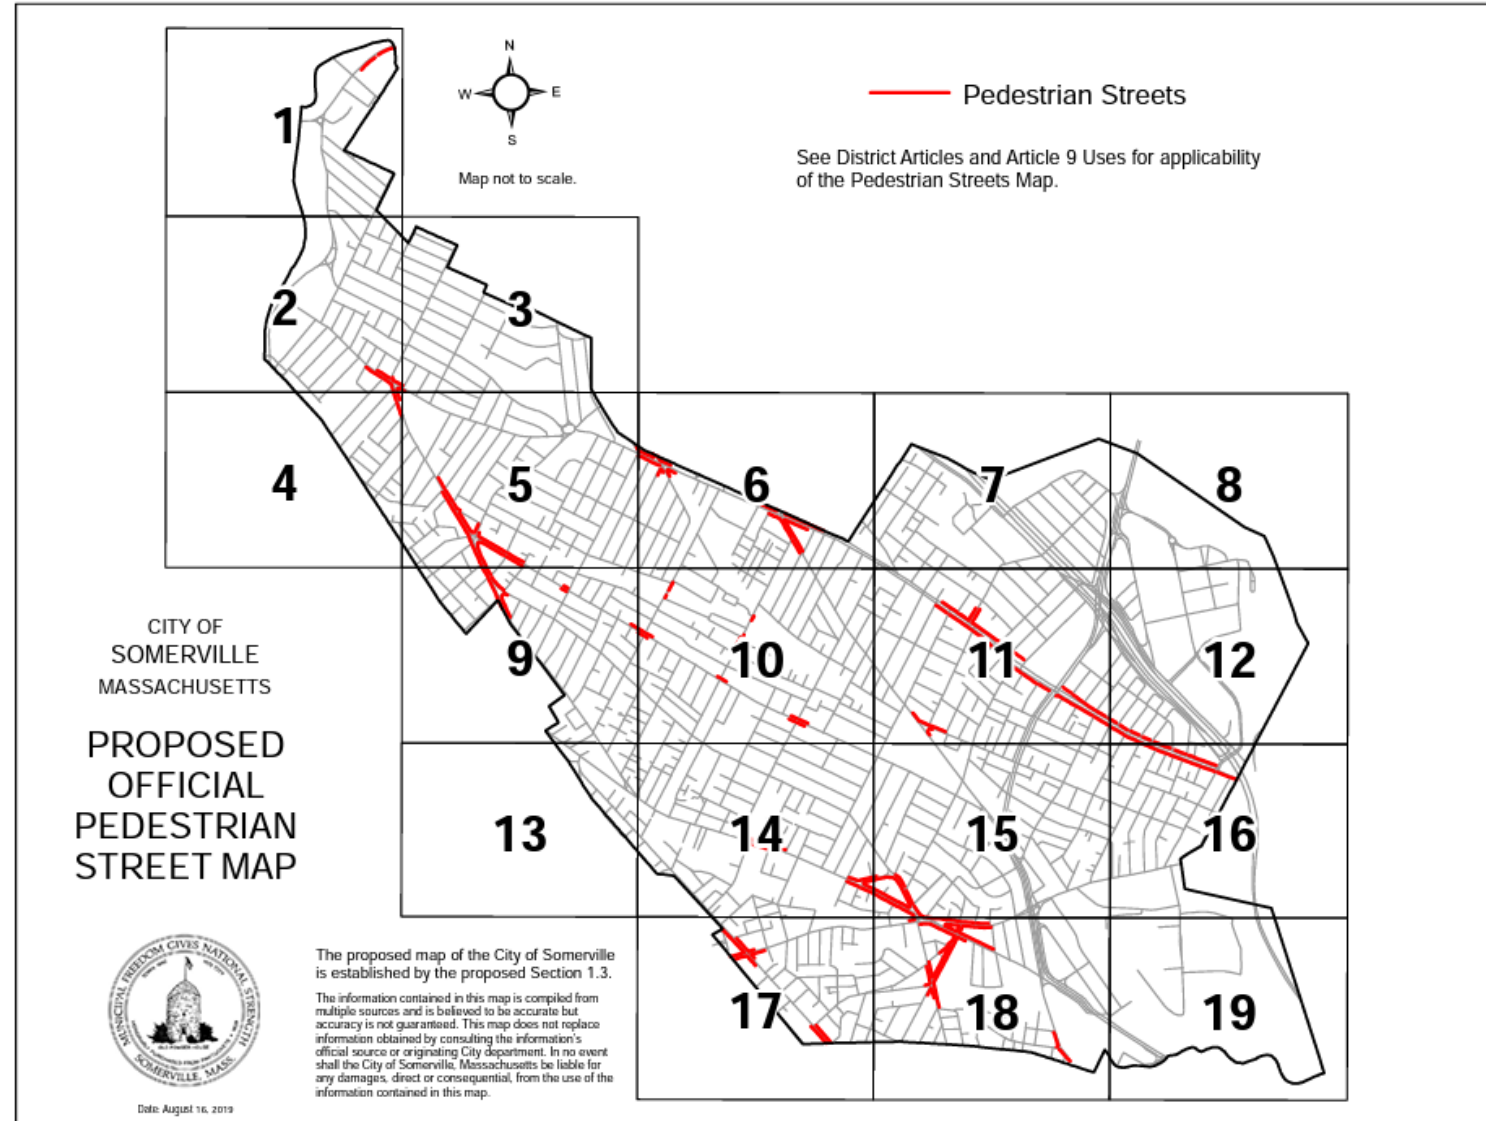 N
W
E
S
Map not to scale.
Pedestrian Streets
See District Articles and Article 9 Uses for applicability
of the Pedestrian Streets Map.
1
2
3
4
5
6
7
8
9
10
11
12
13
14
15
16
17
18
19
CITY OF
SOMERVILLE
MASSACHUSETTS
PROPOSED
OFFICIAL
PEDESTRIAN
STREET MAP
MUNICIPAL FREEDOM GIVES NATIONAL STRENGTH
SOMERVILLE, MASS.
Date: August 16, 2019
The proposed map of the City of Somerville
is established by the proposed Section 1.3.
The information contained in this map is compiled from
multiple sources and is believed to be accurate but
accuracy is not guaranteed. This map does not replace
information obtained by consulting the information's
official source or originating City department. In no event
shall the City of Somerville, Massachusetts be liable for
any damages, direct or consequential, from the use of the
information contained in this map.